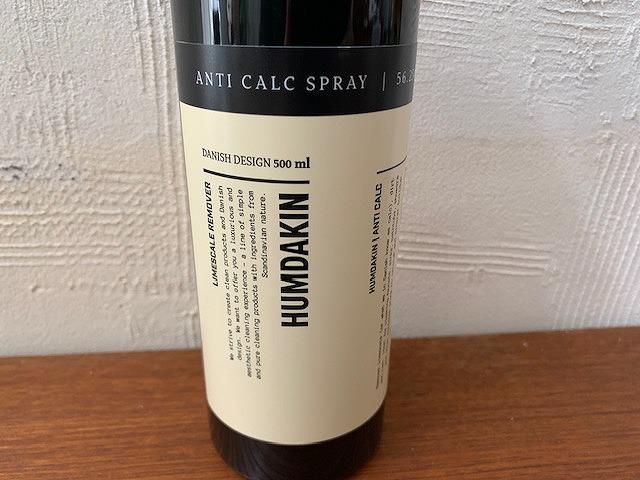 ANTI CALC SPRAY | 56.2
DANISH DESIGN 500 ml
LIMESCALE REMOVER
We strive to create clean products and Danish
design. We want to offer you a luxurious and
aesthetic cleaning experience – a line of simple
and pure cleaning products with ingredients from
Scandinavian nature.
HUMDAKIN
HUMDAKIN | ANTI CALC